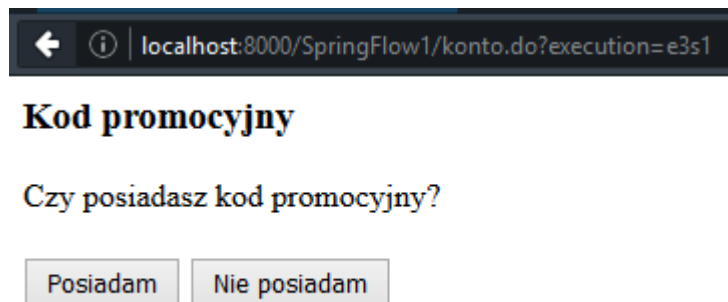 localhost:8000/SpringFlow1/konto.do?execution=e3s1
Kod promocyjny
Czy posiadasz kod promocyjny?
Posiadam Nie posiadam